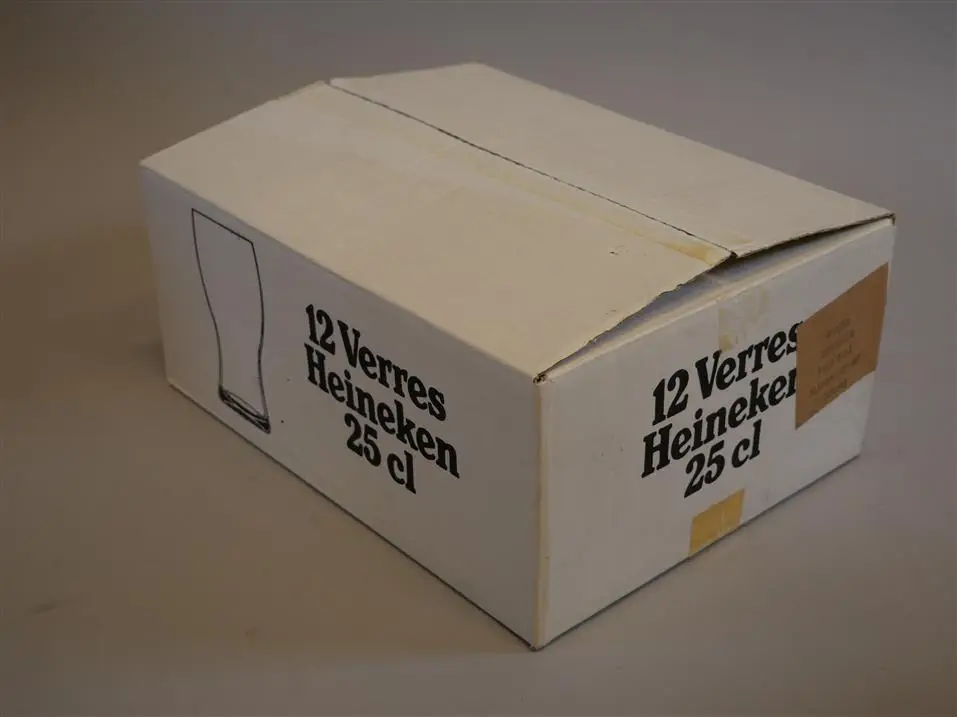 12 Verres
Heineken
25 cl
12 Verres
Heineken
25 cl